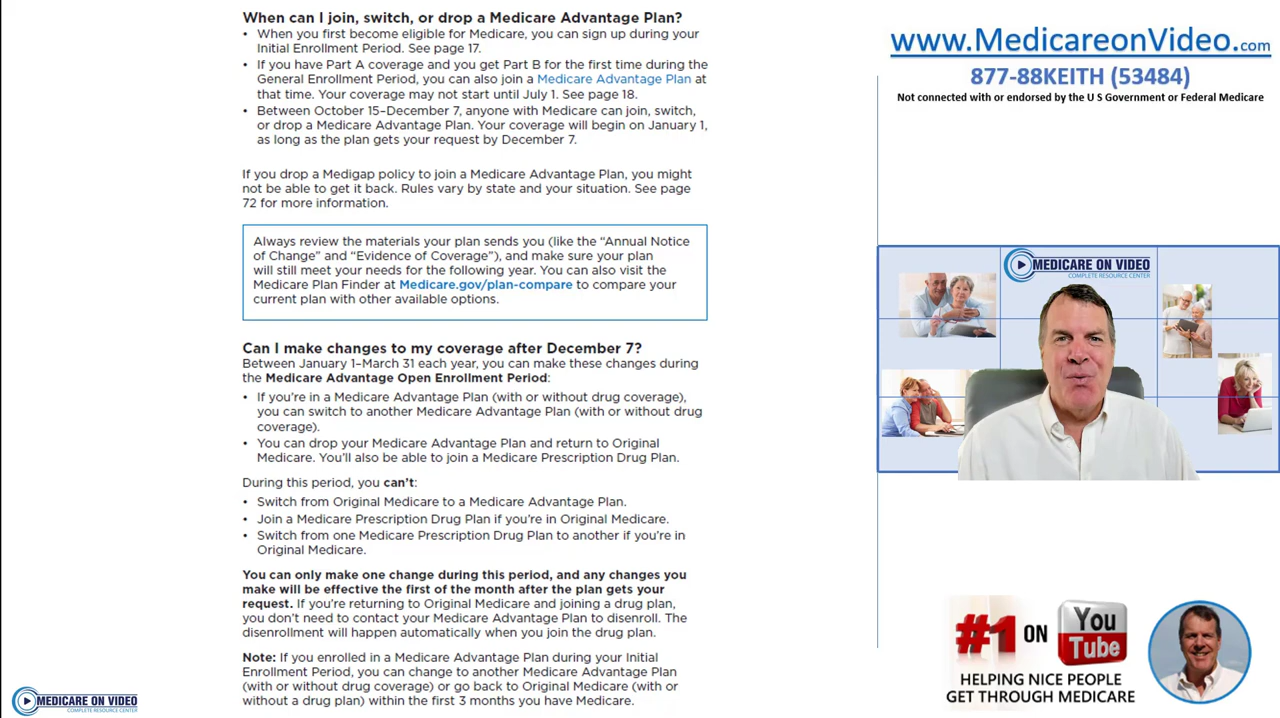 When can I join, switch, or drop a Medicare Advantage Plan?
• When you first become eligible for Medicare, you can sign up during your
Initial Enrollment Period. See page 17.
• If you have Part A coverage and you get Part B for the first time during the
General Enrollment Period, you can also join a Medicare Advantage Plan at
that time. Your coverage may not start until July 1. See page 18.
• Between October 15–December 7, anyone with Medicare can join, switch,
or drop a Medicare Advantage Plan. Your coverage will begin on January 1,
as long as the plan gets your request by December 7.
If you drop a Medigap policy to join a Medicare Advantage Plan, you might
not be able to get it back. Rules vary by state and your situation. See page
72 for more information.
Always review the materials your plan sends you (like the “Annual Notice
of Change” and “Evidence of Coverage”), and make sure your plan
will still meet your needs for the following year. You can also visit the
Medicare Plan Finder at Medicare.gov/plan-compare to compare your
current plan with other available options.
Can I make changes to my coverage after December 7?
Between January 1–March 31 each year, you can make these changes during
the Medicare Advantage Open Enrollment Period:
• If you’re in a Medicare Advantage Plan (with or without drug coverage),
you can switch to another Medicare Advantage Plan (with or without drug
coverage).
• You can drop your Medicare Advantage Plan and return to Original
Medicare. You’ll also be able to join a Medicare Prescription Drug Plan.
During this period, you can’t:
• Switch from Original Medicare to a Medicare Advantage Plan.
• Join a Medicare Prescription Drug Plan if you’re in Original Medicare.
• Switch from one Medicare Prescription Drug Plan to another if you’re in
Original Medicare.
You can only make one change during this period, and any changes you
make will be effective the first of the month after the plan gets your
request. If you’re returning to Original Medicare and joining a drug plan,
you don’t need to contact your Medicare Advantage Plan to disenroll. The
disenrollment will happen automatically when you join the drug plan.
Note: If you enrolled in a Medicare Advantage Plan during your Initial
Enrollment Period, you can change to another Medicare Advantage Plan
(with or without drug coverage) or go back to Original Medicare (with or
without a drug plan) within the first 3 months you have Medicare.
MEDICARE ON VIDEO
COMPLETE RESOURCE CENTER
www.MedicareonVideo.com
877-88KEITH (53484)
Not connected with or endorsed by the U S Government or Federal Medicare
MEDICARE ON VIDEO
COMPLETE RESOURCE CENTER
#1 ON You Tube
HELPING NICE PEOPLE
GET THROUGH MEDICARE